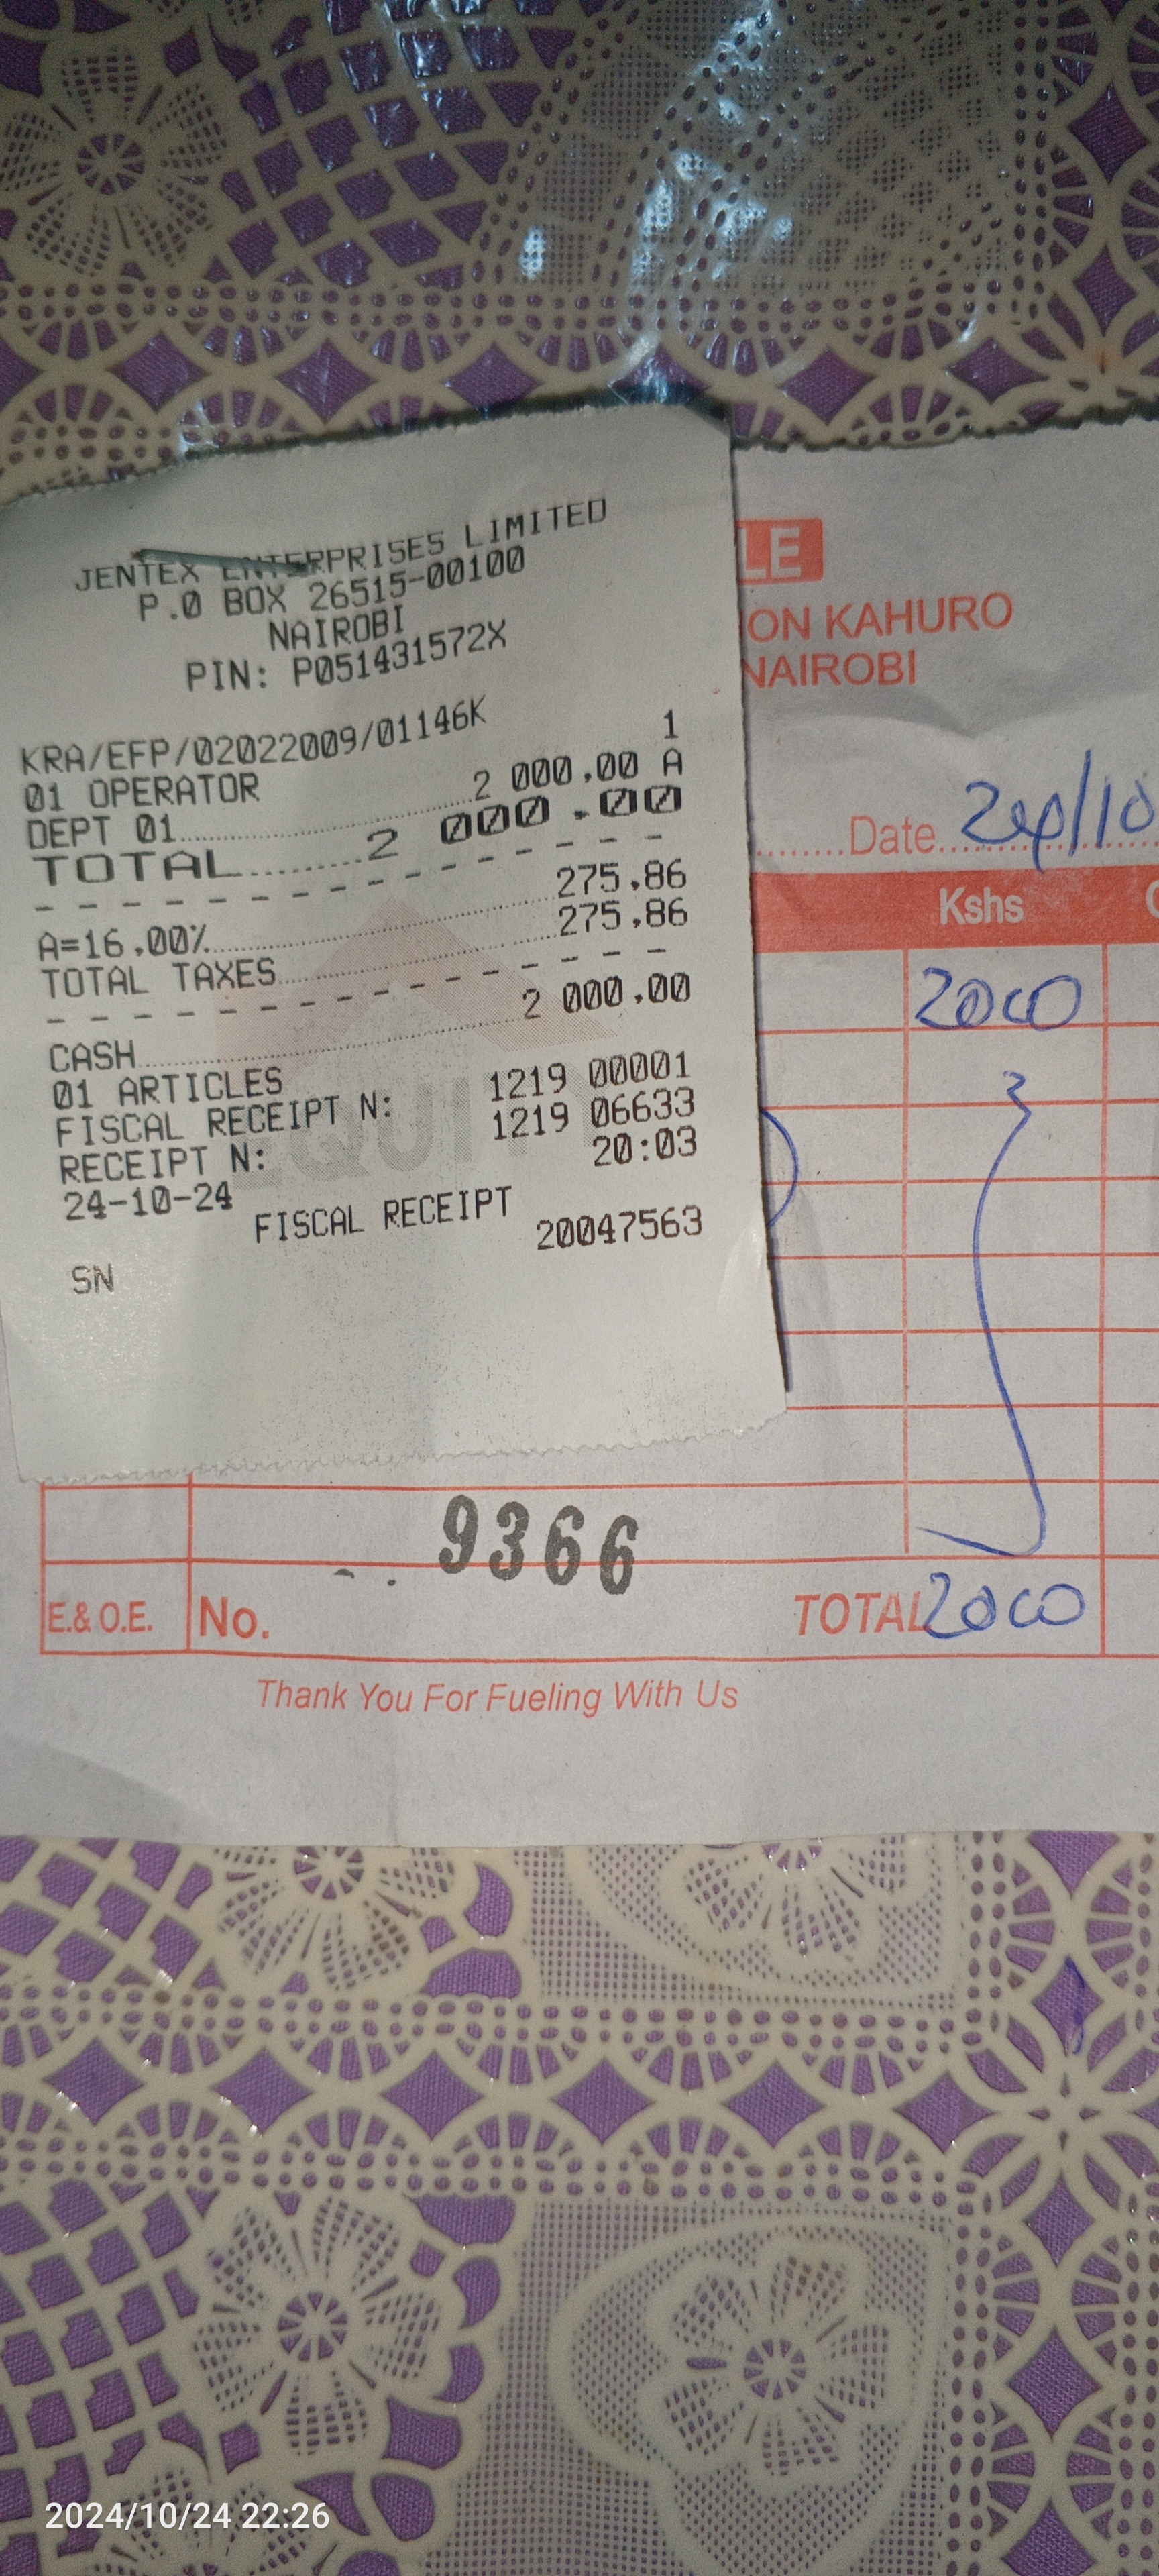 JENTEX ENTERPRISES LIMITED
P.O BOX 26515-00100
NAIROBI
PIN: P051431572X
KRA/EFP/02022009/01146K
01 OPERATOR 1
DEPT 01 2 000.00 A
TOTAL 2 000.00
A=16.00% 275.86
TOTAL TAXES 275.86
CASH 2 000.00
01 ARTICLES
FISCAL RECEIPT N: 1219 00001
RECEIPT N: 1219 06633
24-10-24 20:03
FISCAL RECEIPT
SN 20047563
LE
ON KAHURO
NAIROBI
Date 24/10
Kshs
2000
9366
E.& O.E. No. TOTAL 2000
Thank You For Fueling With Us
2024/10/24 22:26